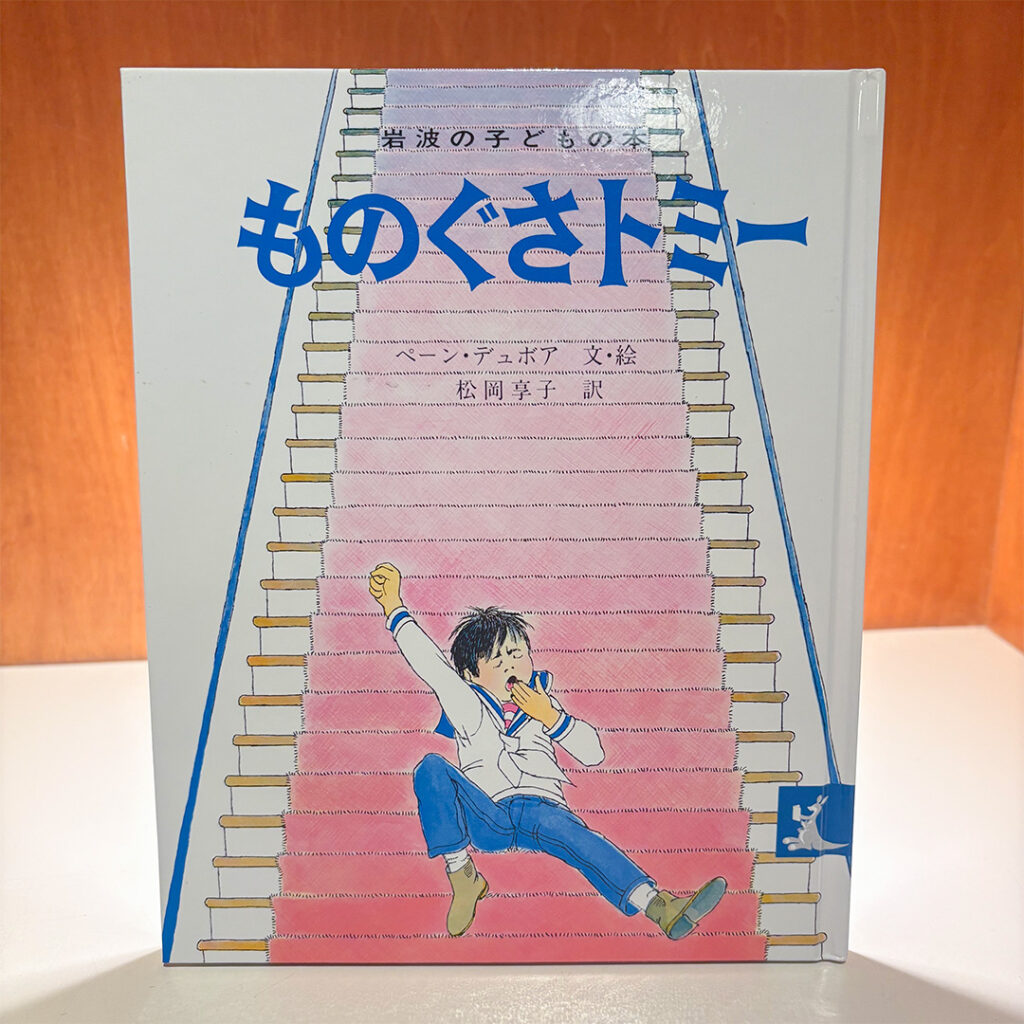 岩波の子どもの本
ものぐさトミー
ペーン・デュボア 文・絵
松岡享子 訳